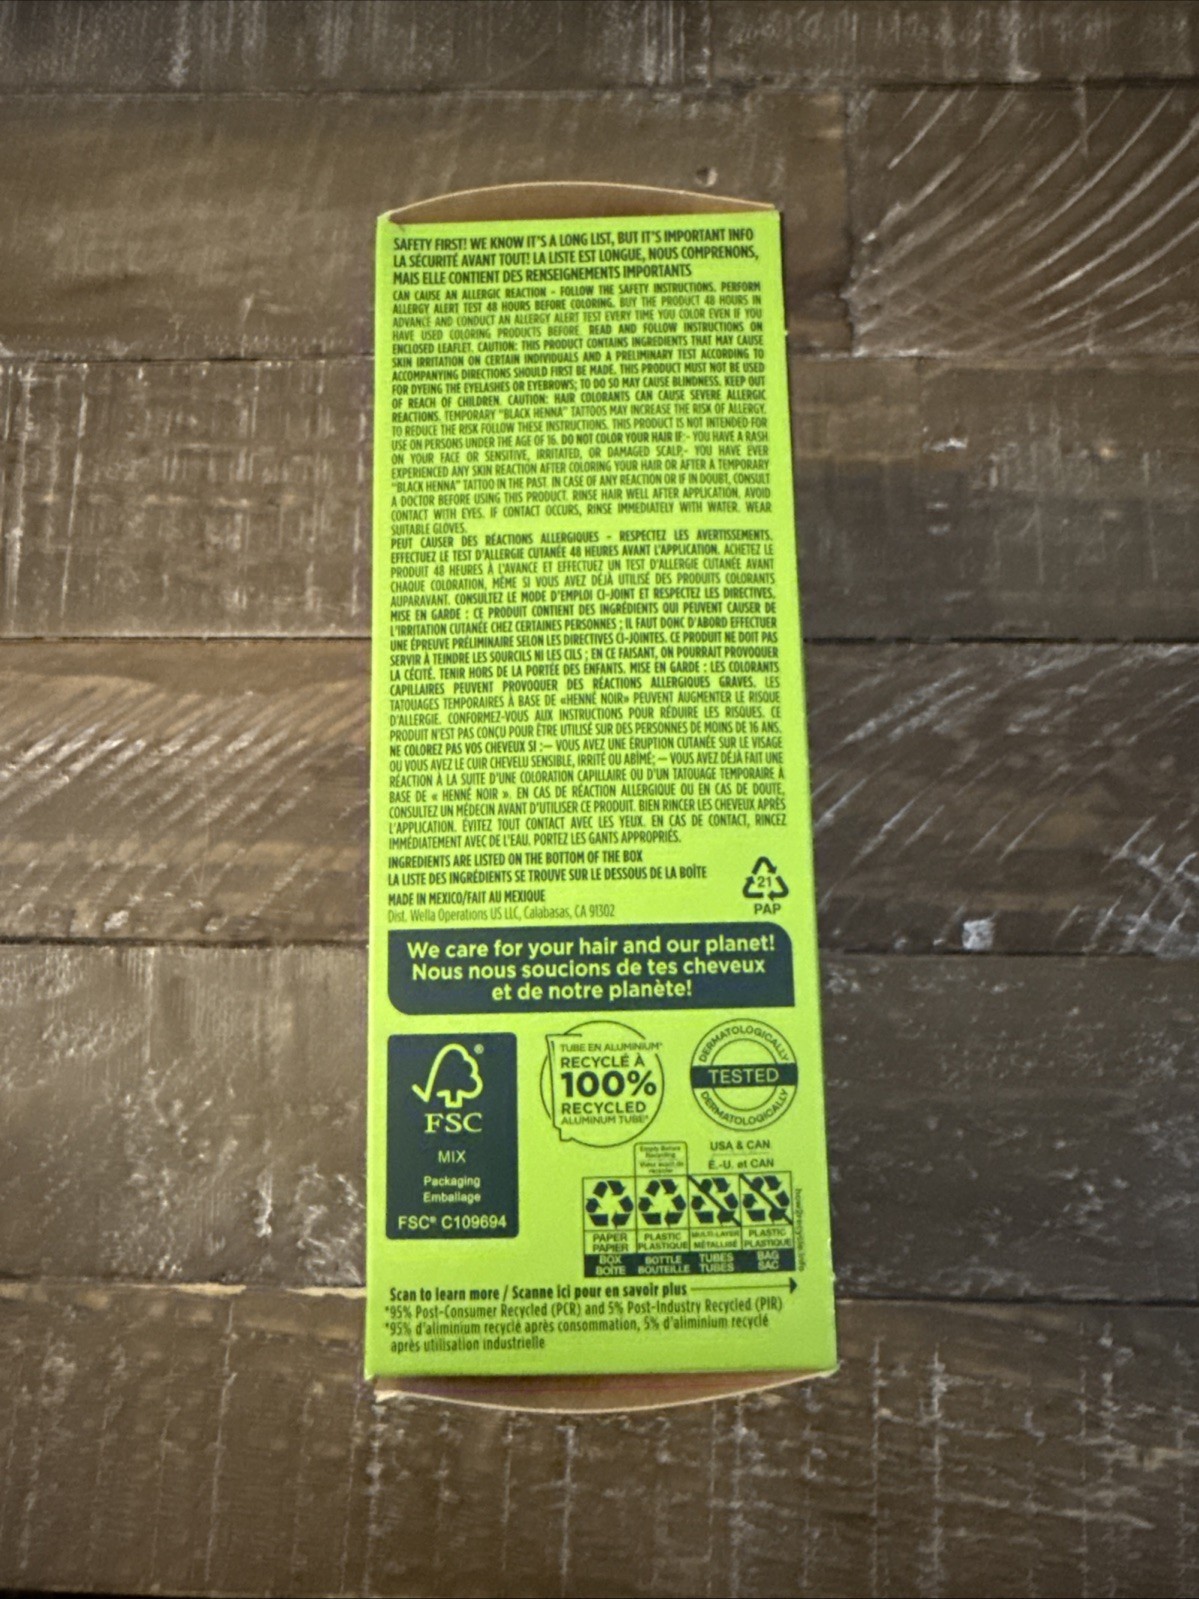 SAFETY FIRST! WE KNOW IT'S A LONG LIST, BUT IT'S IMPORTANT INFO
LA SÉCURITÉ AVANT TOUT! LA LISTE EST LONGUE, NOUS COMPRENONS,
MAIS ELLE CONTIENT DES RENSEIGNEMENTS IMPORTANTS
CAN CAUSE AN ALLERGIC REACTION - FOLLOW THE SAFETY INSTRUCTIONS. PERFORM
ALLERGY ALERT TEST 48 HOURS BEFORE COLORING. BUY THE PRODUCT 48 HOURS IN
ADVANCE AND CONDUCT AN ALLERGY ALERT TEST EVERY TIME YOU COLOR EVEN IF YOU
HAVE USED COLORING PRODUCTS BEFORE. READ AND FOLLOW INSTRUCTIONS ON
ENCLOSED LEAFLET. CAUTION: THIS PRODUCT CONTAINS INGREDIENTS THAT MAY CAUSE
SKIN IRRITATION ON CERTAIN INDIVIDUALS AND A PRELIMINARY TEST ACCORDING TO
ACCOMPANYING DIRECTIONS SHOULD FIRST BE MADE. THIS PRODUCT MUST NOT BE USED
FOR DYEING THE EYELASHES OR EYEBROWS; TO DO SO MAY CAUSE BLINDNESS. KEEP OUT
OF REACH OF CHILDREN. CAUTION: HAIR COLORANTS CAN CAUSE SEVERE ALLERGIC
REACTIONS. TEMPORARY "BLACK HENNA" TATTOOS MAY INCREASE THE RISK OF ALLERGY.
TO REDUCE THE RISK FOLLOW THESE INSTRUCTIONS. THIS PRODUCT IS NOT INTENDED FOR
USE ON PERSONS UNDER THE AGE OF 16. DO NOT COLOR YOUR HAIR IF:- YOU HAVE A RASH
ON YOUR FACE OR SENSITIVE, IRRITATED, OR DAMAGED SCALP,- YOU HAVE EVER
EXPERIENCED ANY SKIN REACTION AFTER COLORING YOUR HAIR OR AFTER A TEMPORARY
"BLACK HENNA" TATTOO IN THE PAST. IN CASE OF ANY REACTION OR IF IN DOUBT, CONSULT
A DOCTOR BEFORE USING THIS PRODUCT. RINSE HAIR WELL AFTER APPLICATION. AVOID
CONTACT WITH EYES. IF CONTACT OCCURS, RINSE IMMEDIATELY WITH WATER. WEAR
SUITABLE GLOVES.
PEUT CAUSER DES RÉACTIONS ALLERGIQUES - RESPECTEZ LES AVERTISSEMENTS.
EFFECTUEZ LE TEST D'ALLERGIE CUTANÉE 48 HEURES AVANT L'APPLICATION. ACHETEZ LE
PRODUIT 48 HEURES À L'AVANCE ET EFFECTUEZ UN TEST D'ALLERGIE CUTANÉE AVANT
CHAQUE COLORATION, MÊME SI VOUS AVEZ DÉJÀ UTILISÉ DES PRODUITS COLORANTS
AUPARAVANT. CONSULTEZ LE MODE D'EMPLOI CI-JOINT ET RESPECTEZ LES DIRECTIVES.
MISE EN GARDE : CE PRODUIT CONTIENT DES INGRÉDIENTS QUI PEUVENT CAUSER DE
L'IRRITATION CUTANÉE CHEZ CERTAINES PERSONNES ; IL FAUT DONC D'ABORD EFFECTUER
UNE ÉPREUVE PRÉLIMINAIRE SELON LES DIRECTIVES CI-JOINTES. CE PRODUIT NE DOIT PAS
SERVIR À TEINDRE LES SOURCILS NI LES CILS ; EN CE FAISANT, ON POURRAIT PROVOQUER
LA CÉCITÉ. TENIR HORS DE LA PORTÉE DES ENFANTS. MISE EN GARDE : LES COLORANTS
CAPILLAIRES PEUVENT PROVOQUER DES RÉACTIONS ALLERGIQUES GRAVES. LES
TATOUAGES TEMPORAIRES À BASE DE «HENNÉ NOIR» PEUVENT AUGMENTER LE RISQUE
D'ALLERGIE. CONFORMEZ-VOUS AUX INSTRUCTIONS POUR RÉDUIRE LES RISQUES. CE
PRODUIT N'EST PAS CONÇU POUR ÊTRE UTILISÉ SUR DES PERSONNES DE MOINS DE 16 ANS.
NE COLOREZ PAS VOS CHEVEUX SI :— VOUS AVEZ UNE ÉRUPTION CUTANÉE SUR LE VISAGE
OU VOUS AVEZ LE CUIR CHEVELU SENSIBLE, IRRITÉ OU ABÎMÉ; — VOUS AVEZ DÉJÀ FAIT UNE
RÉACTION À LA SUITE D'UNE COLORATION CAPILLAIRE OU D'UN TATOUAGE TEMPORAIRE À
BASE DE « HENNÉ NOIR ». EN CAS DE RÉACTION ALLERGIQUE OU EN CAS DE DOUTE,
CONSULTEZ UN MÉDECIN AVANT D'UTILISER CE PRODUIT. BIEN RINCER LES CHEVEUX APRÈS
L'APPLICATION. ÉVITEZ TOUT CONTACT AVEC LES YEUX. EN CAS DE CONTACT, RINCEZ
IMMÉDIATEMENT AVEC DE L'EAU. PORTEZ LES GANTS APPROPRIÉS.
INGREDIENTS ARE LISTED ON THE BOTTOM OF THE BOX
LA LISTE DES INGRÉDIENTS SE TROUVE SUR LE DESSOUS DE LA BOÎTE
MADE IN MEXICO/FAIT AU MEXIQUE
Dist. Wella Operations US LLC, Calabasas, CA 91302
21
PAP
We care for your hair and our planet!
Nous nous soucions de tes cheveux
et de notre planète!
FSC
MIX
Packaging
Emballage
FSC® C109694
TUBE EN ALUMINIUM*
RECYCLÉ À
100%
RECYCLED
ALUMINUM TUBE*
DERMATOLOGICALLY
TESTED
DERMATOLOGICALLY
USA & CAN
É.-U. et CAN
Empty Before
Recycling
Videz avant de
recycler
PAPER
PAPIER
BOX
BOÎTE
PLASTIC
PLASTIQUE
BOTTLE
BOUTEILLE
MULTI-LAYER
MÉTALLISÉ
TUBES
TUBES
PLASTIC
PLASTIQUE
BAG
SAC
how2recycle.info
Scan to learn more / Scanne ici pour en savoir plus
*95% Post-Consumer Recycled (PCR) and 5% Post-Industry Recycled (PIR)
*95% d'aliminium recyclé après consommation, 5% d'aliminium recyclé
après utilisation industrielle